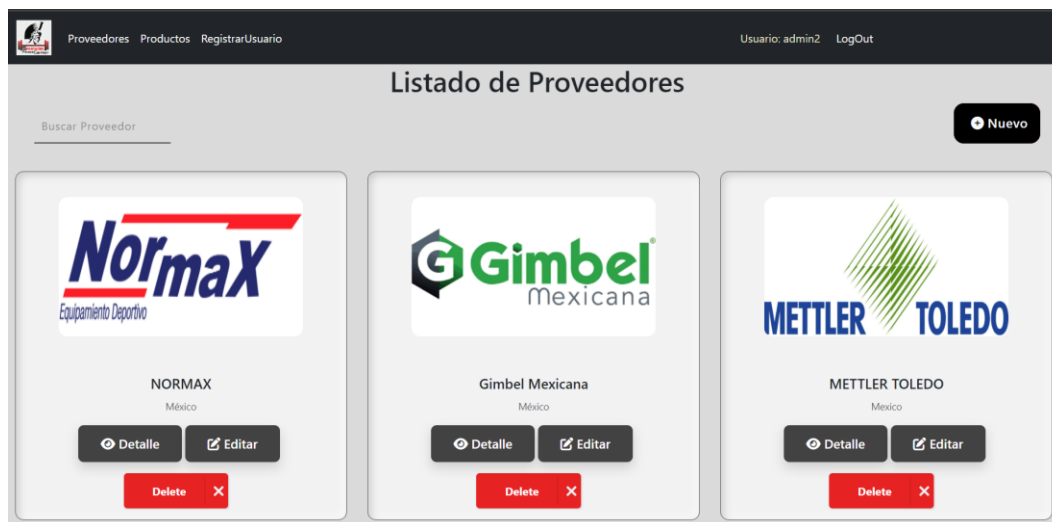 Proveedores Productos RegistrarUsuario Usuario: admin2 LogOut
Listado de Proveedores
Buscar Proveedor
Nuevo
NormaX
Equipamiento Deportivo
NORMAX
México
Detalle Editar
Delete
G Gimbel®
Mexicana
Gimbel Mexicana
México
Detalle Editar
Delete
METTLER TOLEDO
METTLER TOLEDO
Mexico
Detalle Editar
Delete